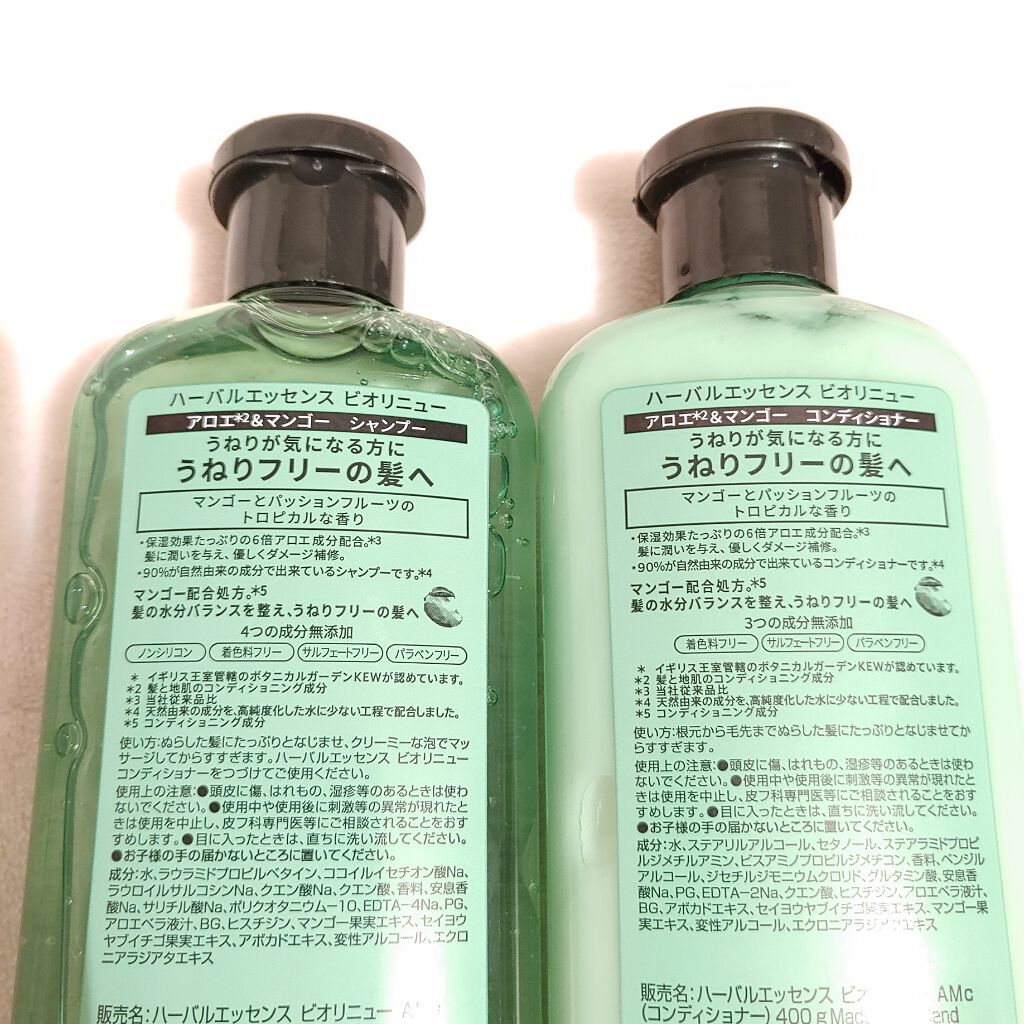 ハーバルエッセンス ビオリニュー
アロエ*2&マンゴー シャンプー
うねりが気になる方に
うねりフリーの髪へ
マンゴーとパッションフルーツの
トロピカルな香り
・保湿効果たっぷりの6倍アロエ成分配合。*3
髪に潤いを与え、優しくダメージ補修。
・90%が自然由来の成分で出来ているシャンプーです。*4
マンゴー配合処方。*5
髪の水分バランスを整え、うねりフリーの髪へ
4つの成分無添加
ノンシリコン 着色料フリー サルフェートフリー パラベンフリー
* イギリス王室管轄のボタニカルガーデンKEWが認めています。
*2 髪と地肌のコンディショニング成分
*3 当社従来品比
*4 天然由来の成分を、高純度化した水に少ない工程で配合しました。
*5 コンディショニング成分
使い方:ぬらした髪にたっぷりとなじませ、クリーミーな泡でマッ
サージしてからすすぎます。ハーバルエッセンス ビオリニュー
コンディショナーをつづけてご使用ください。
使用上の注意:●頭皮に傷、はれもの、湿疹等のあるときは使わ
ないでください。●使用中や使用後に刺激等の異常が現れたと
きは使用を中止し、皮フ科専門医等にご相談されることをおす
すめします。●目に入ったときは、直ちに洗い流してください。
●お子様の手の届かないところに置いてください。
成分:水、ラウラミドプロピルベタイン、ココイルイセチオン酸Na、
ラウロイルサルコシンNa、クエン酸Na、クエン酸、香料、安息香
酸Na、サリチル酸Na、ポリクオタニウム-10、EDTA-4Na、PG、
アロエベラ液汁、BG、ヒスチジン、マンゴー果実エキス、セイヨウ
ヤブイチゴ果実エキス、アボカドエキス、変性アルコール、エクロ
ニアラジアタエキス
販売名:ハーバルエッセンス ビオリニュー
ハーバルエッセンス ビオリニュー
アロエ*2&マンゴー コンディショナー
うねりが気になる方に
うねりフリーの髪へ
マンゴーとパッションフルーツの
トロピカルな香り
・保湿効果たっぷりの6倍アロエ成分配合。*3
髪に潤いを与え、優しくダメージ補修。
・90%が自然由来の成分で出来ているコンディショナーです。*4
マンゴー配合処方。*5
髪の水分バランスを整え、うねりフリーの髪へ
3つの成分無添加
着色料フリー サルフェートフリー パラベンフリー
* イギリス王室管轄のボタニカルガーデンKEWが認めています。
*2 髪と地肌のコンディショニング成分
*3 当社従来品比
*4 天然由来の成分を、高純度化した水に少ない工程で配合しました。
*5 コンディショニング成分
使い方:根元から毛先までぬらした髪にたっぷりとなじませてか
らすすぎます。
使用上の注意:●頭皮に傷、はれもの、湿疹等のあるときは使わ
ないでください。●使用中や使用後に刺激等の異常が現れたと
きは使用を中止し、皮フ科専門医等にご相談されることをおす
すめします。●目に入ったときは、直ちに洗い流してください。
●お子様の手の届かないところに置いてください。
成分:水、ステアリルアルコール、セタノール、ステアラミドプロピ
ルジメチルアミン、ビスアミノプロピルジメチコン、香料、ベンジル
アルコール、ジセチルジモニウムクロリド、グルタミン酸、安息香
酸Na、PG、EDTA-2Na、クエン酸、ヒスチジン、アロエベラ液汁、
BG、アボカドエキス、セイヨウヤブイチゴ果実エキス、マンゴー果
実エキス、変性アルコール、エクロニアラジアタエキス
販売名:ハーバルエッセンス AMc
(コンディショナー) 400g Made